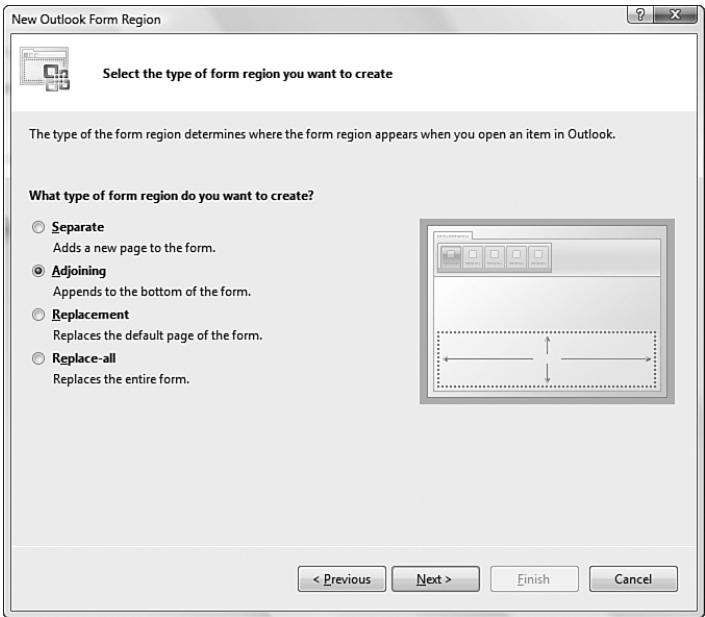 New Outlook Form Region
Select the type of form region you want to create
The type of the form region determines where the form region appears when you open an item in Outlook.
What type of form region do you want to create?
Separate
Adds a new page to the form.
Adjoining
Appends to the bottom of the form.
Replacement
Replaces the default page of the form.
Replace-all
Replaces the entire form.
< Previous
Next >
Finish
Cancel